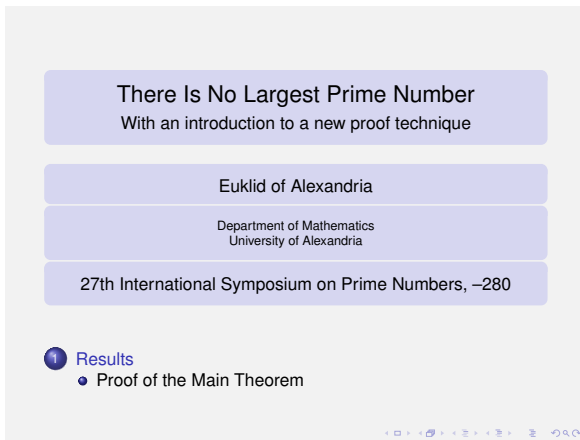 There Is No Largest Prime Number
With an introduction to a new proof technique
Euklid of Alexandria
Department of Mathematics
University of Alexandria
27th International Symposium on Prime Numbers, –280
1 Results
Proof of the Main Theorem